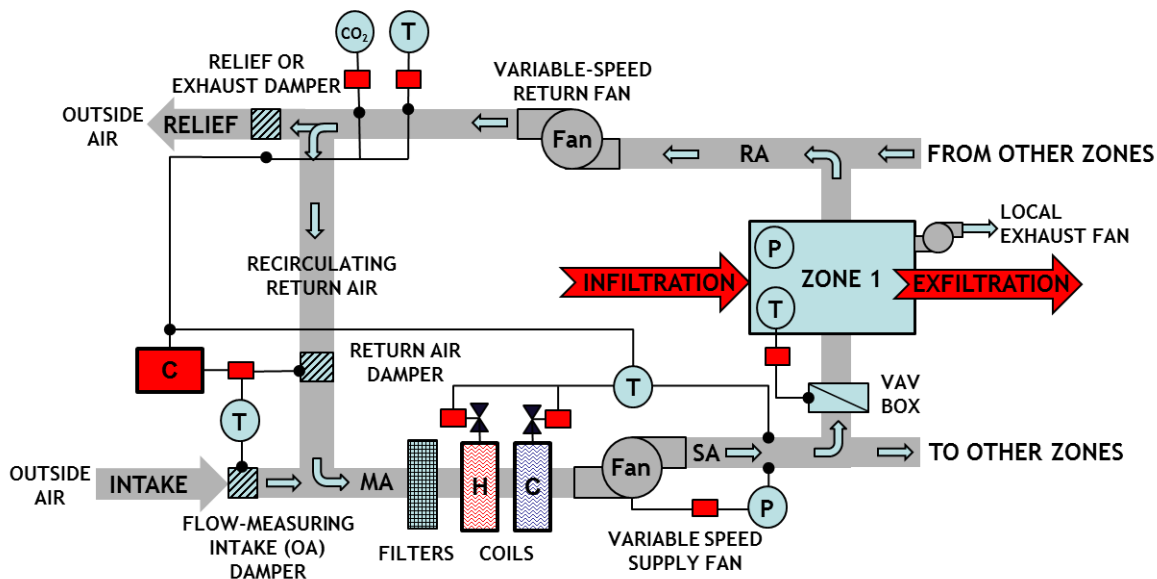 CO₂
T
RELIEF OR
EXHAUST DAMPER
VARIABLE-SPEED
RETURN FAN
OUTSIDE
AIR
RELIEF
Fan
RA
FROM OTHER ZONES
LOCAL
EXHAUST FAN
P
RECIRCULATING
RETURN AIR
INFILTRATION
ZONE 1
EXFILTRATION
T
C
RETURN AIR
DAMPER
T
T
VAV
BOX
OUTSIDE
AIR
INTAKE
MA
H
C
Fan
SA
TO OTHER ZONES
P
FLOW-MEASURING
INTAKE (OA)
DAMPER
FILTERS
COILS
VARIABLE SPEED
SUPPLY FAN